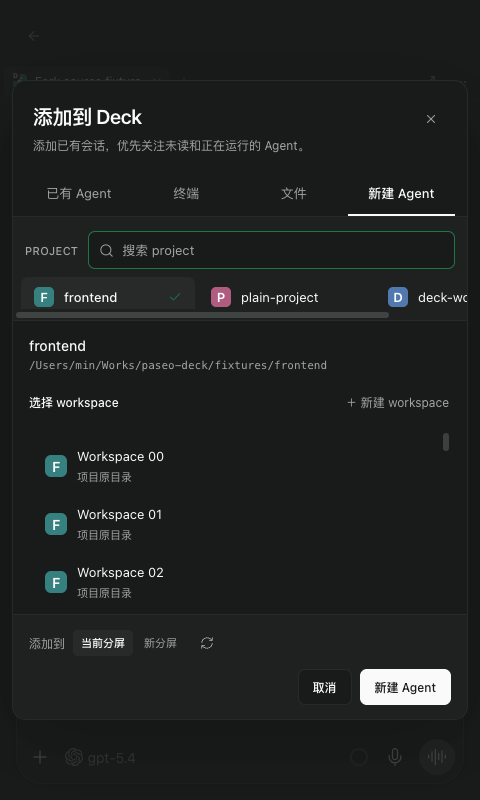 添加到 Deck
添加已有会话，优先关注未读和正在运行的 Agent。
已有 Agent 终端 文件 新建 Agent
PROJECT 搜索 project
F frontend P plain-project D deck-wo
frontend
/Users/min/Works/paseo-deck/fixtures/frontend
选择 workspace + 新建 workspace
F Workspace 00
项目原目录
F Workspace 01
项目原目录
F Workspace 02
项目原目录
添加到 当前分屏 新分屏
取消 新建 Agent
gpt-5.4